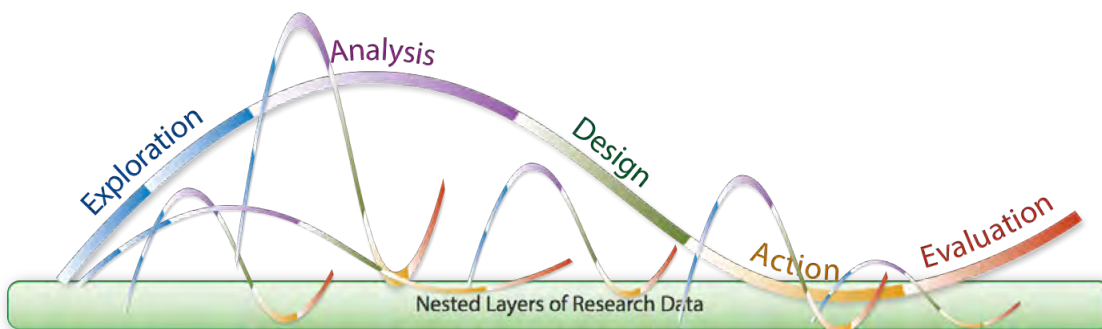 Exploration
Analysis
Design
Action
Evaluation
Nested Layers of Research Data